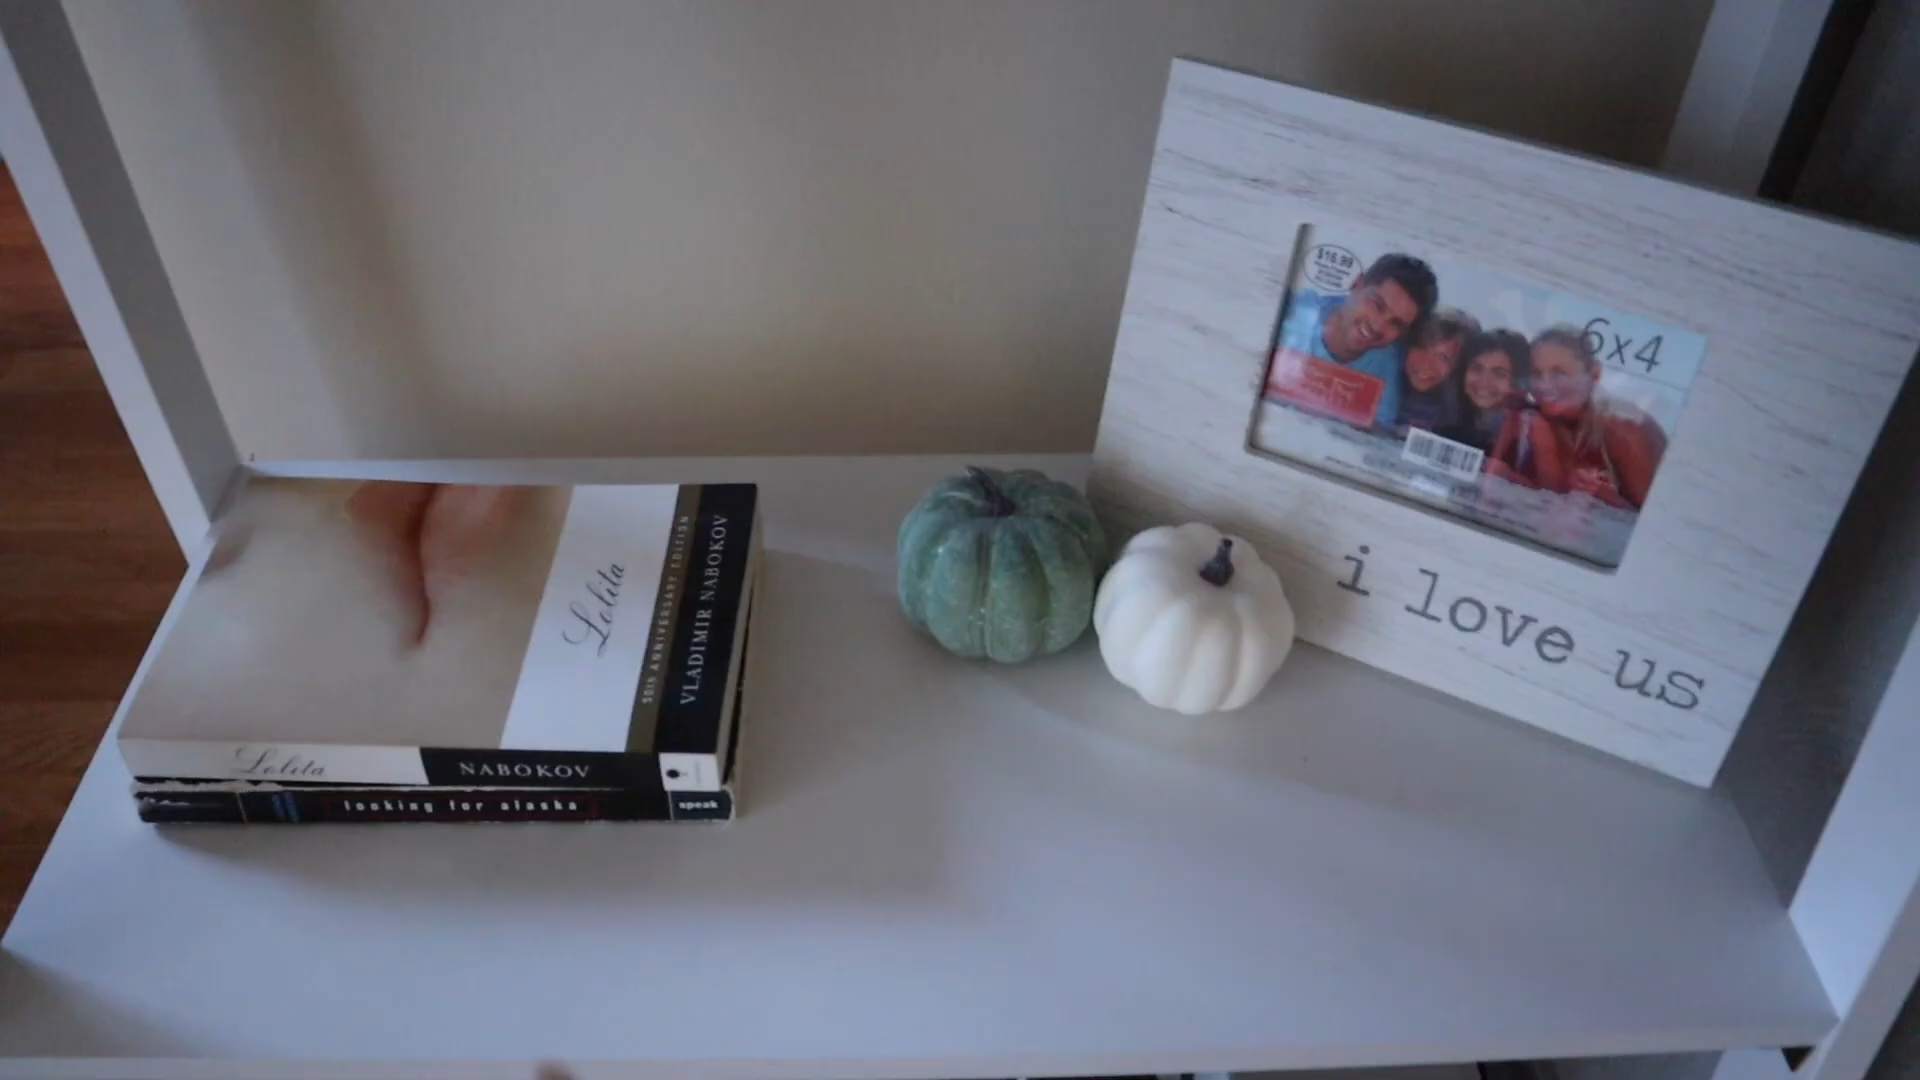 Lolita
50th ANNIVERSARY EDITION
VLADIMIR NABOKOV
Lolita NABOKOV
looking for alaska speak
$16.99
6x4
i love us